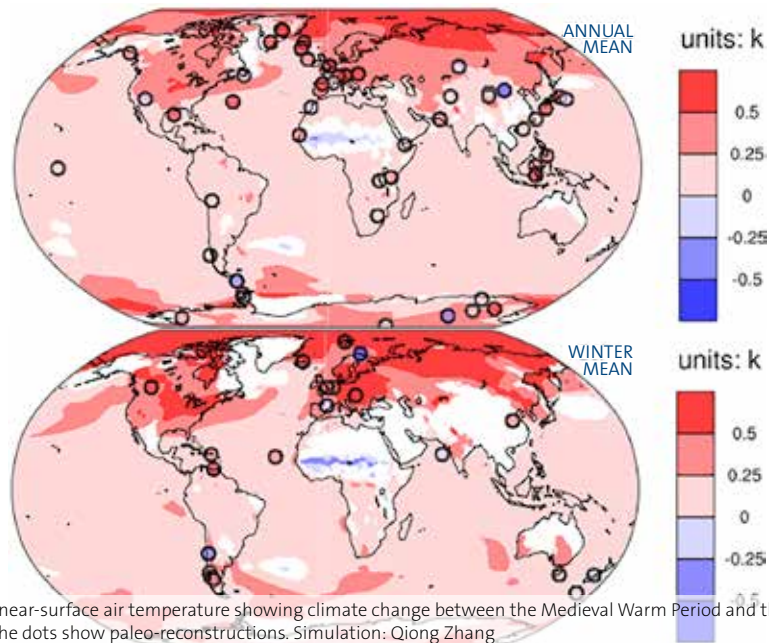 ANNUAL
MEAN
units: k
0.5
0.25
0
-0.25
-0.5
WINTER
MEAN
units: k
0.5
0.25
0
-0.25
-0.5
near-surface air temperature showing climate change between the Medieval Warm Period and
he dots show paleo-reconstructions. Simulation: Qiong Zhang